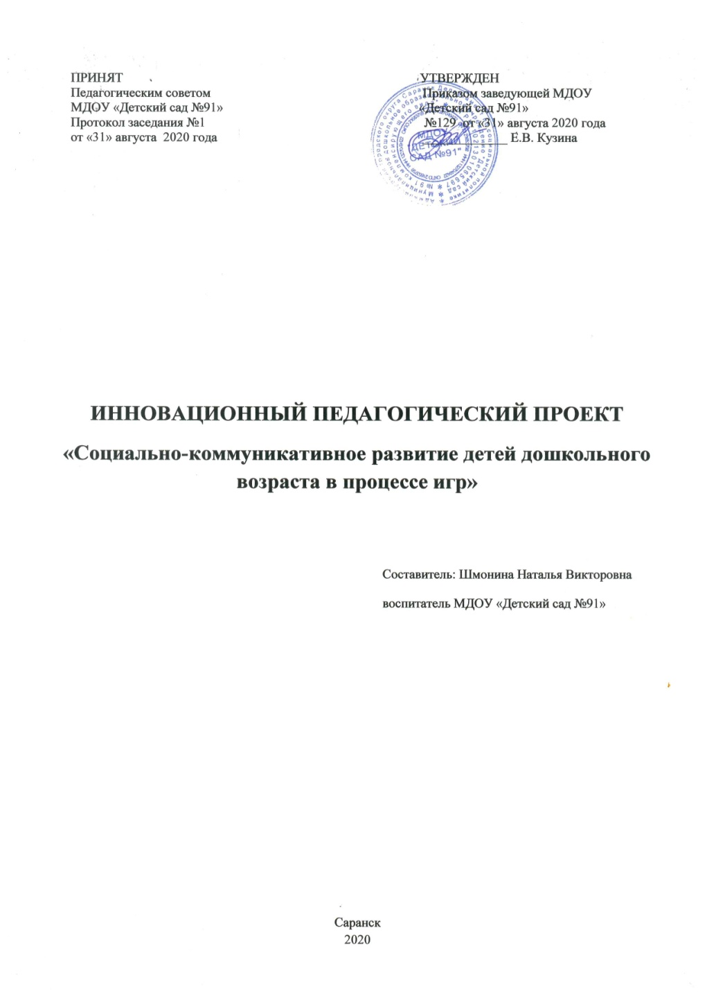 ПРИНЯТ
Педагогическим советом
МДОУ «Детский сад №91»
Протокол заседания №1
от «31» августа 2020 года
УТВЕРЖДЕН
Приказом заведующей МДОУ
«Детский сад №91»
№129 от «31» августа 2020 года
Е.В. Кузина
МДОУ
"ДЕТСКИЙ
САД №91"
ИННОВАЦИОННЫЙ ПЕДАГОГИЧЕСКИЙ ПРОЕКТ
«Социально-коммуникативное развитие детей дошкольного
возраста в процессе игр»
Составитель: Шмонина Наталья Викторовна
воспитатель МДОУ «Детский сад №91»
Саранск
2020